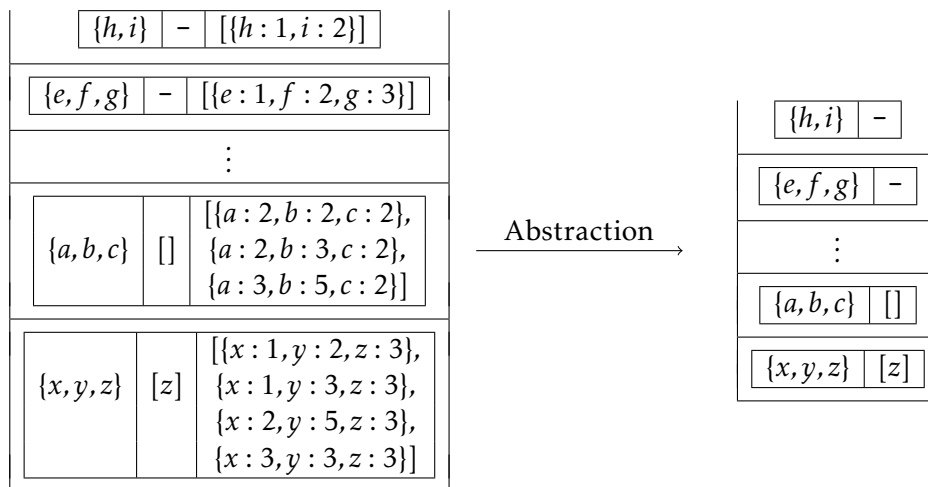 {h, i} – [{h : 1, i : 2}]
{e, f, g} – [{e : 1, f : 2, g : 3}]
⋮
{a, b, c} [] [{a : 2, b : 2, c : 2},
{a : 2, b : 3, c : 2},
{a : 3, b : 5, c : 2}]
{x, y, z} [z] [{x : 1, y : 2, z : 3},
{x : 1, y : 3, z : 3},
{x : 2, y : 5, z : 3},
{x : 3, y : 3, z : 3}]
Abstraction
{h, i} –
{e, f, g} –
⋮
{a, b, c} []
{x, y, z} [z]